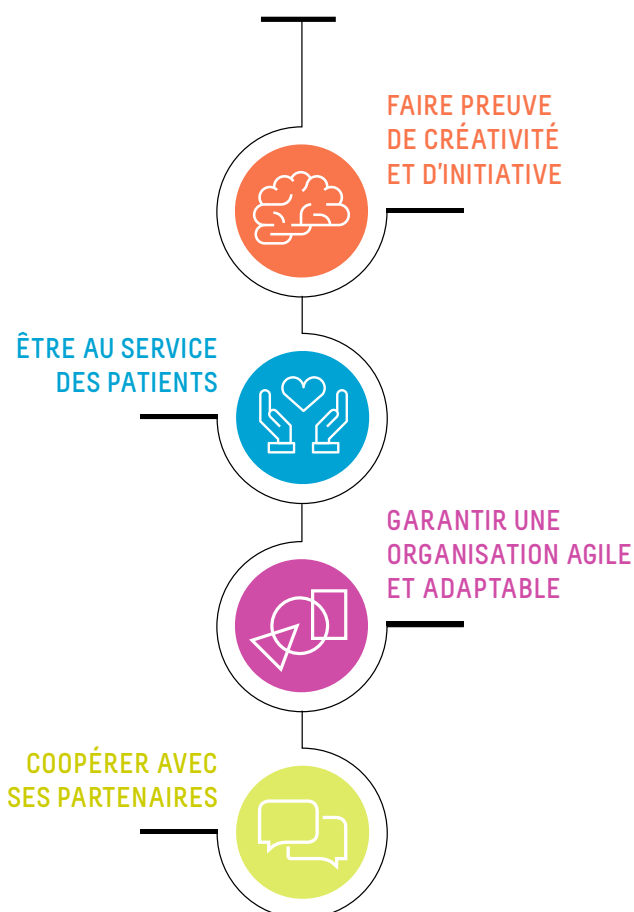 FAIRE PREUVE
DE CRÉATIVITÉ
ET D'INITIATIVE
ÊTRE AU SERVICE
DES PATIENTS
GARANTIR UNE
ORGANISATION AGILE
ET ADAPTABLE
COOPÉRER AVEC
SES PARTENAIRES